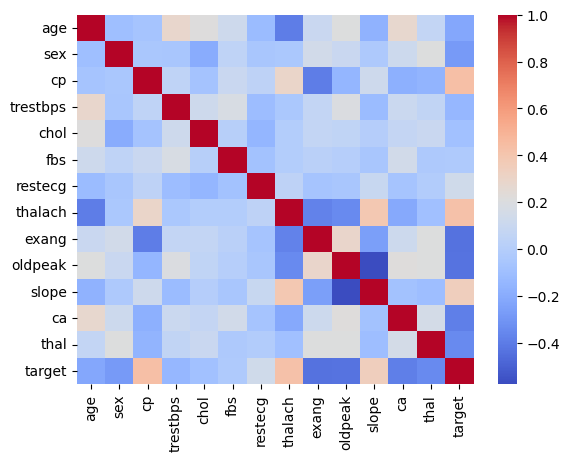 age
sex
cp
trestbps
chol
fbs
restecg
thalach
exang
oldpeak
slope
ca
thal
target
age
sex
cp
trestbps
chol
fbs
restecg
thalach
exang
oldpeak
slope
ca
thal
target
1.0
0.8
0.6
0.4
0.2
0.0
−0.2
−0.4